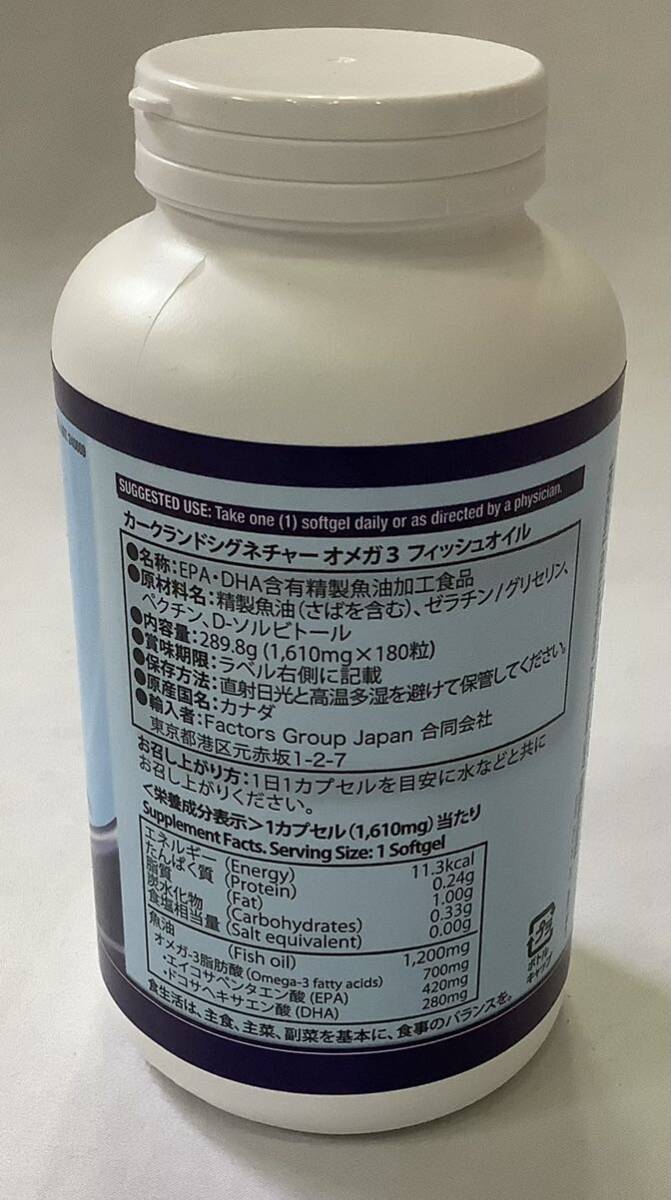 SUGGESTED USE: Take one (1) softgel daily or as directed by a physician.
カークランドシグネチャー オメガ3 フィッシュオイル
●名称:EPA・DHA含有精製魚油加工食品
●原材料名:精製魚油(さばを含む)、ゼラチン/グリセリン、
ペクチン、D-ソルビトール
●内容量:289.8g (1,610mg×180粒)
●賞味期限:ラベル右側に記載
●保存方法:直射日光と高温多湿を避けて保管してください。
●原産国名:カナダ
●輸入者:Factors Group Japan 合同会社
東京都港区元赤坂1-2-7
お召し上がり方:1日1カプセルを目安に水などと共に
お召し上がりください。
<栄養成分表示>1カプセル(1,610mg)当たり
Supplement Facts. Serving Size: 1 Softgel
エネルギー (Energy) 11.3kcal
たんぱく質 (Protein) 0.24g
脂質 (Fat) 1.00g
炭水化物 (Carbohydrates) 0.33g
食塩相当量 (Salt equivalent) 0.00g
魚油 (Fish oil) 1,200mg
オメガ-3脂肪酸 (Omega-3 fatty acids) 700mg
・エイコサペンタエン酸 (EPA) 420mg
・ドコサヘキサエン酸 (DHA) 280mg
食生活は、主食、主菜、副菜を基本に、食事のバランスを。
プラ
ボトル
キャップ